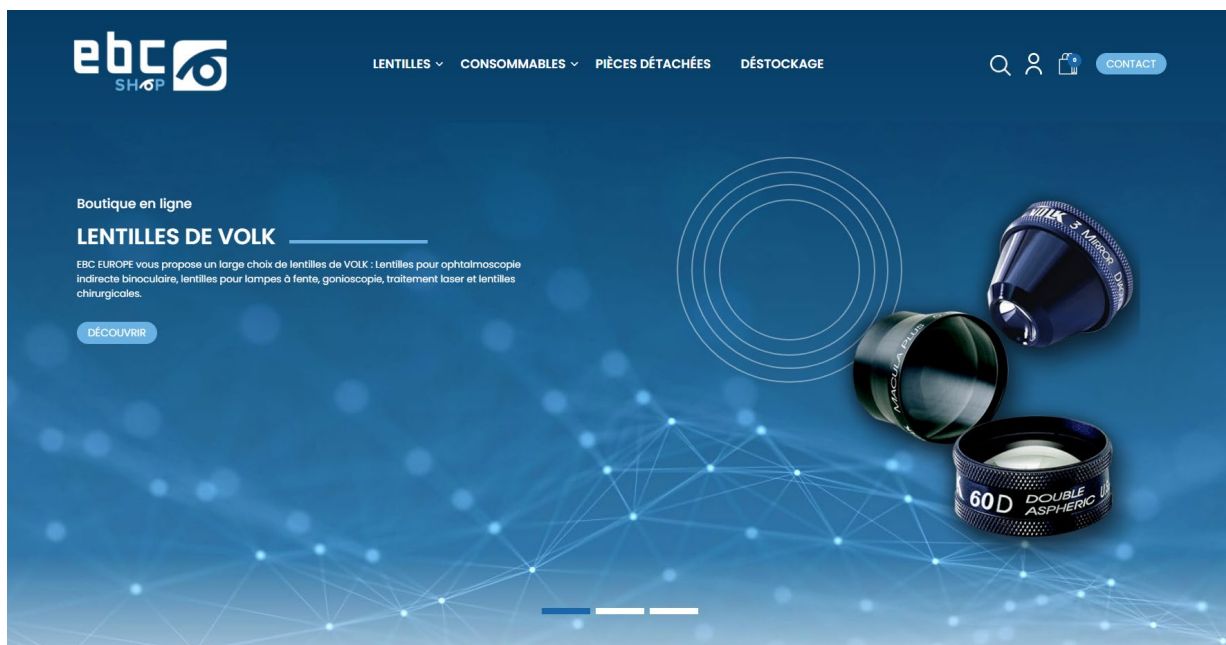 ebc
SHOP
LENTILLES
CONSOMMABLES
PIÈCES DÉTACHÉES
DÉSTOCKAGE
0
CONTACT
Boutique en ligne
LENTILLES DE VOLK
EBC EUROPE vous propose un large choix de lentilles de VOLK : Lentilles pour ophtalmoscopie
indirecte binoculaire, lentilles pour lampes à fente, gonioscopie, traitement laser et lentilles
chirurgicales.
DÉCOUVRIR
VOLK 3 MIRROR
MACULA PLUS
60D DOUBLE
ASPHERIC